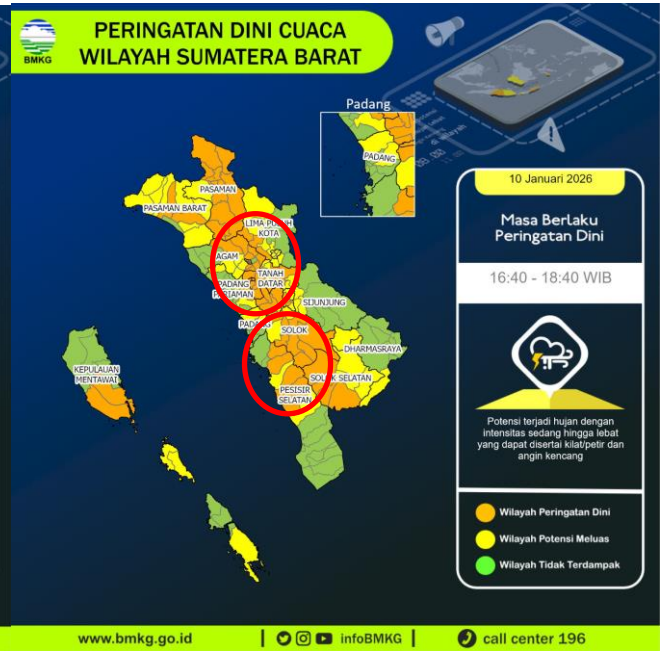 BMKG
PERINGATAN DINI CUACA
WILAYAH SUMATERA BARAT
Padang
PADANG
PASAMAN
PASAMAN BARAT
LIMA PULUH
KOTA
AGAM
TANAH
DATAR
PADANG
PARIAMAN
SIJUNJUNG
PADANG
SOLOK
DHARMASRAYA
KEPULAUAN
MENTAWAI
SOLOK SELATAN
PESISIR
SELATAN
10 Januari 2026
Masa Berlaku
Peringatan Dini
16:40 - 18:40 WIB
Potensi terjadi hujan dengan
intensitas sedang hingga lebat
yang dapat disertai kilat/petir dan
angin kencang
Wilayah Peringatan Dini
Wilayah Potensi Meluas
Wilayah Tidak Terdampak
www.bmkg.go.id | infoBMKG | call center 196